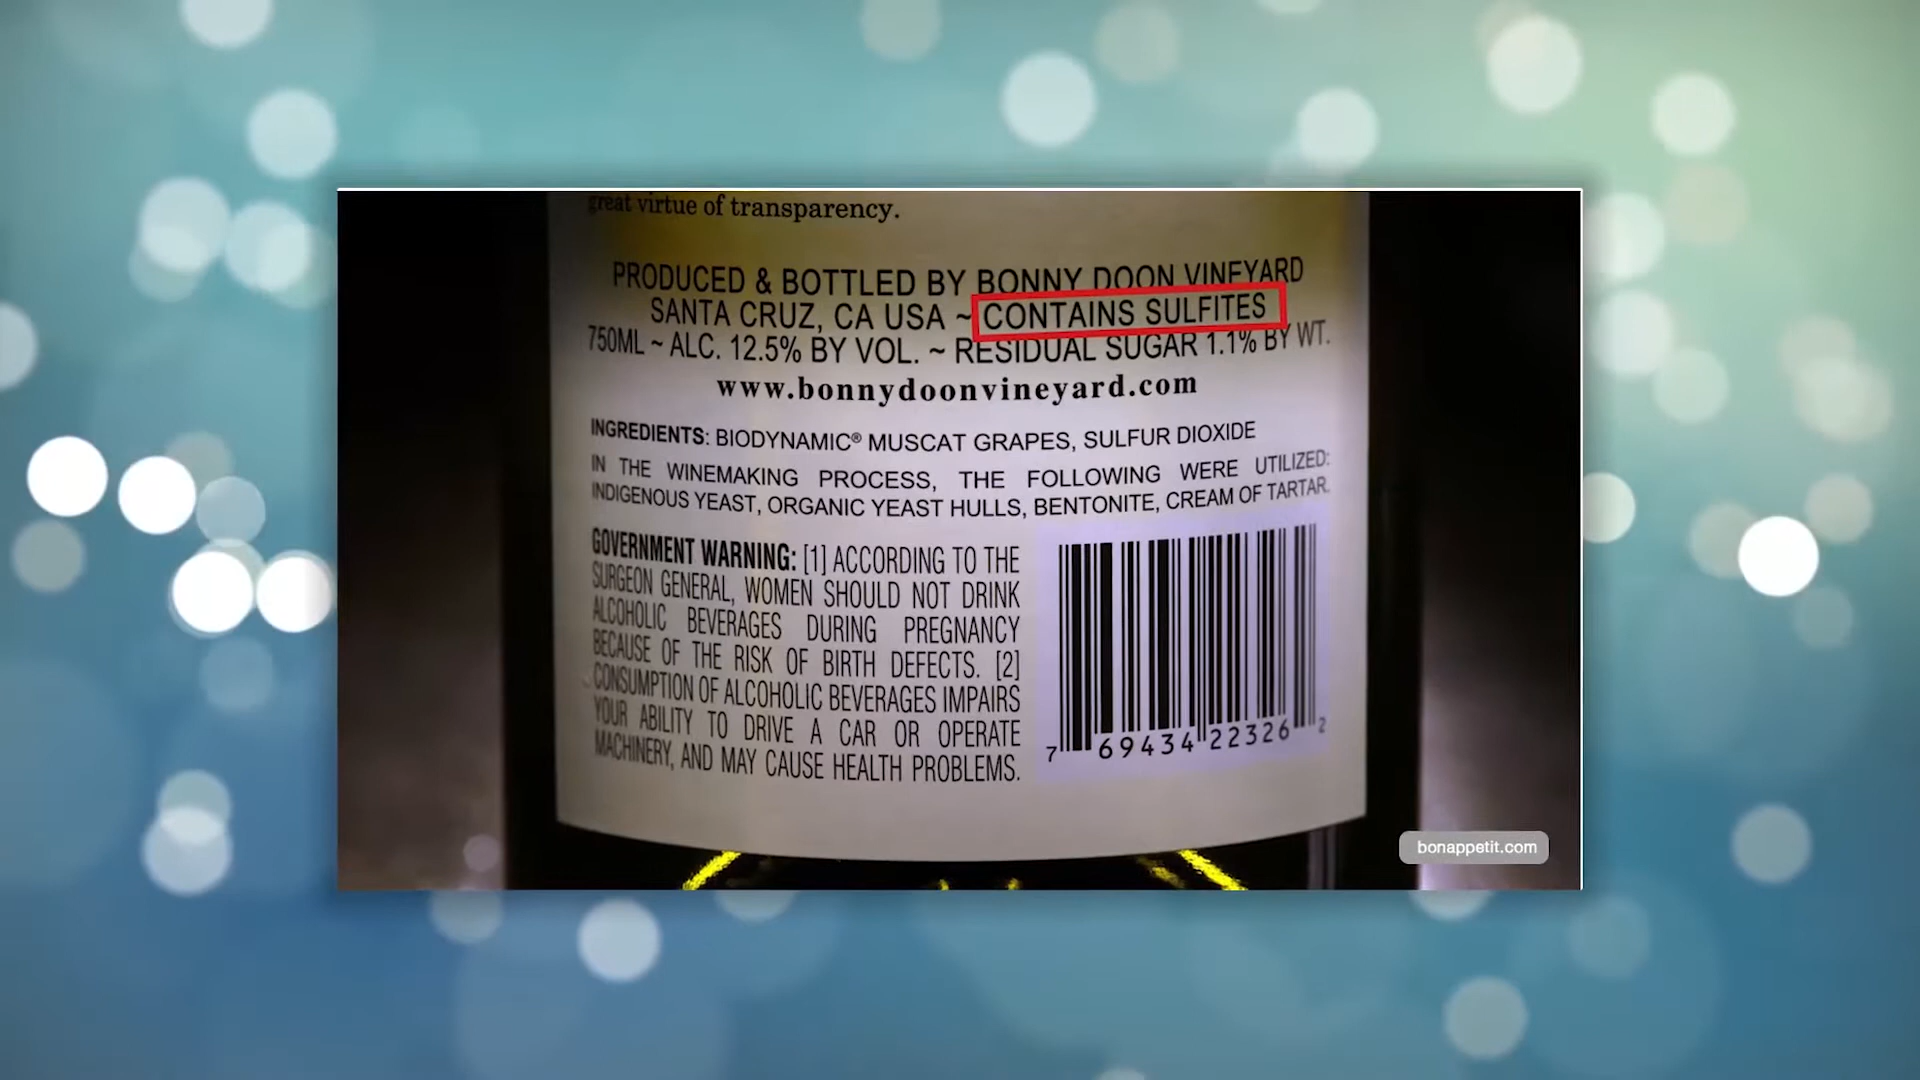 great virtue of transparency.
PRODUCED & BOTTLED BY BONNY DOON VINEYARD
SANTA CRUZ, CA USA ~ CONTAINS SULFITES
750ML ~ ALC. 12.5% BY VOL. ~ RESIDUAL SUGAR 1.1% BY WT.
www.bonnydoonvineyard.com
INGREDIENTS: BIODYNAMIC® MUSCAT GRAPES, SULFUR DIOXIDE
IN THE WINEMAKING PROCESS, THE FOLLOWING WERE UTILIZED:
INDIGENOUS YEAST, ORGANIC YEAST HULLS, BENTONITE, CREAM OF TARTAR.
GOVERNMENT WARNING: [1] ACCORDING TO THE
SURGEON GENERAL, WOMEN SHOULD NOT DRINK
ALCOHOLIC BEVERAGES DURING PREGNANCY
BECAUSE OF THE RISK OF BIRTH DEFECTS. [2]
CONSUMPTION OF ALCOHOLIC BEVERAGES IMPAIRS
YOUR ABILITY TO DRIVE A CAR OR OPERATE
MACHINERY, AND MAY CAUSE HEALTH PROBLEMS.
7 69434 22326 2
bonappetit.com